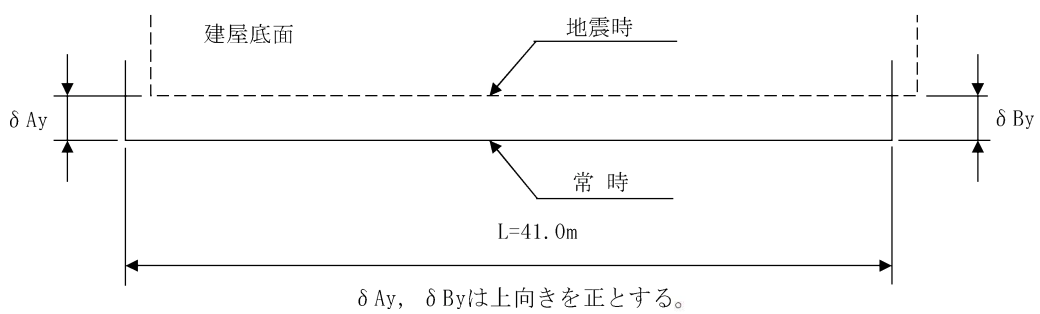 建屋底面
地震時
δAy
δBy
常 時
L=41.0m
δAy, δByは上向きを正とする。